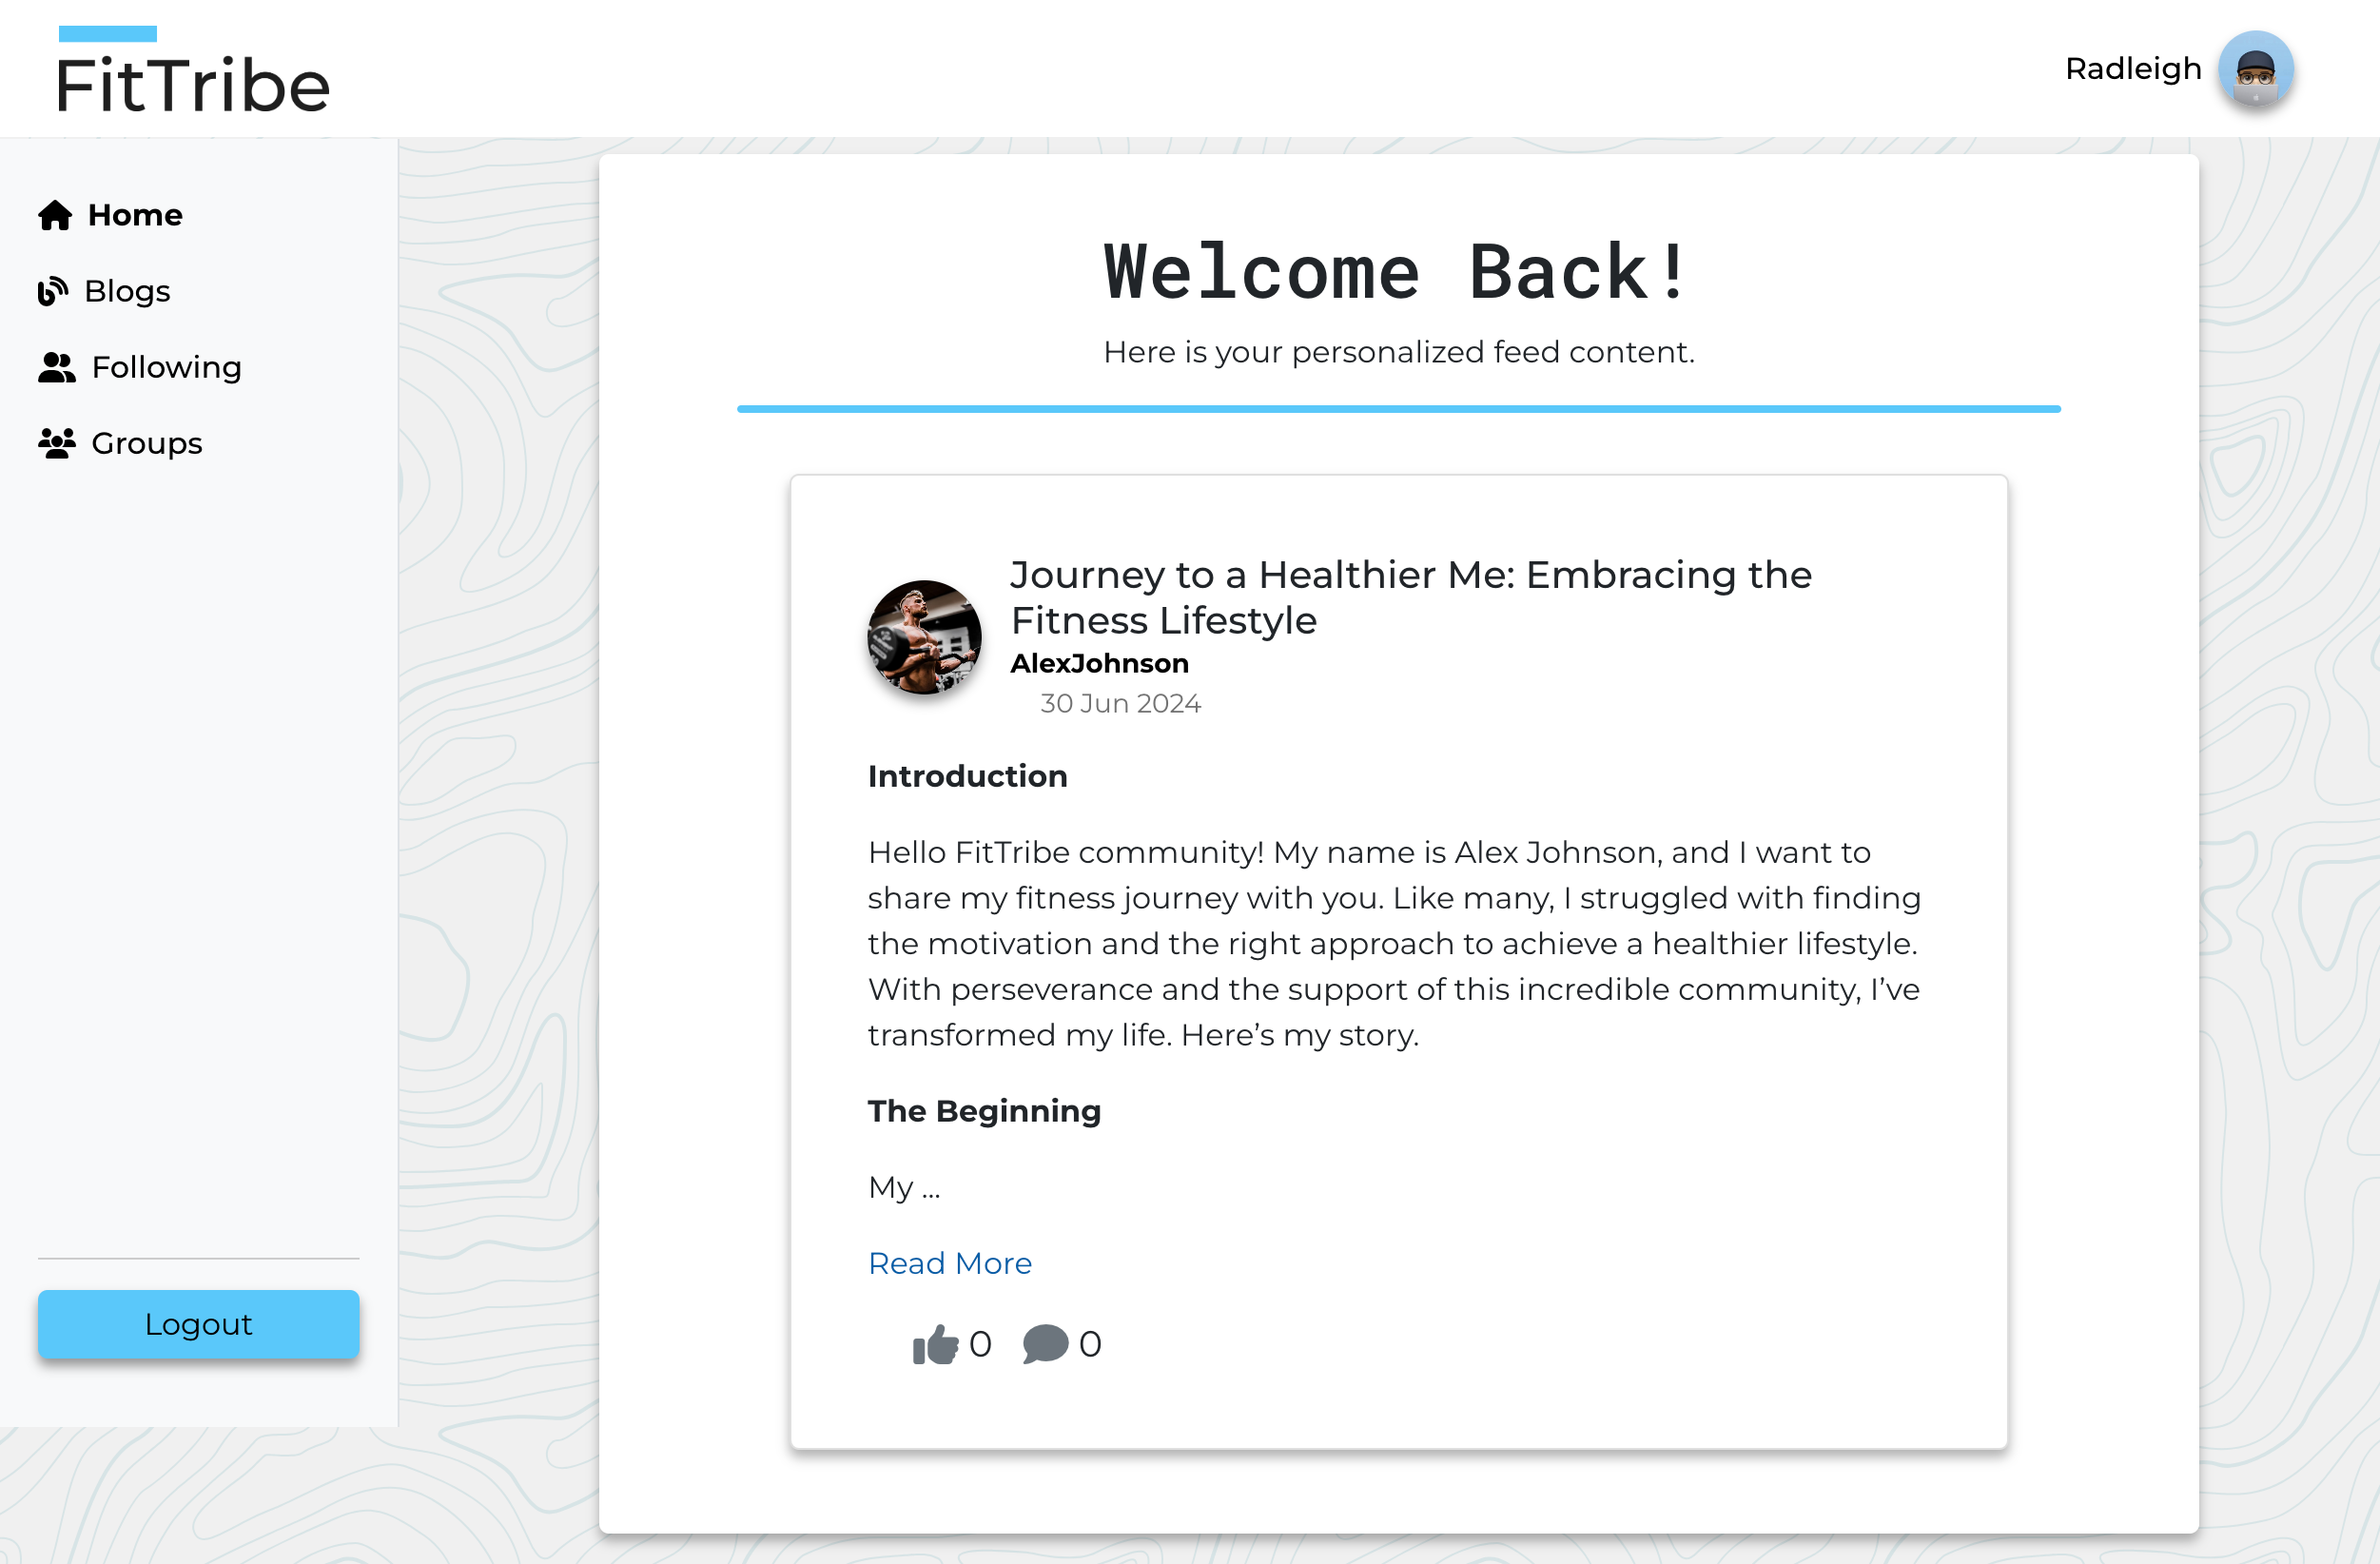 FitTribe
Radleigh
Home
Blogs
Following
Groups
Logout
Welcome Back!
Here is your personalized feed content.
Journey to a Healthier Me: Embracing the
Fitness Lifestyle
AlexJohnson
30 Jun 2024
Introduction
Hello FitTribe community! My name is Alex Johnson, and I want to
share my fitness journey with you. Like many, I struggled with finding
the motivation and the right approach to achieve a healthier lifestyle.
With perseverance and the support of this incredible community, I’ve
transformed my life. Here’s my story.
The Beginning
My ...
Read More
0 0